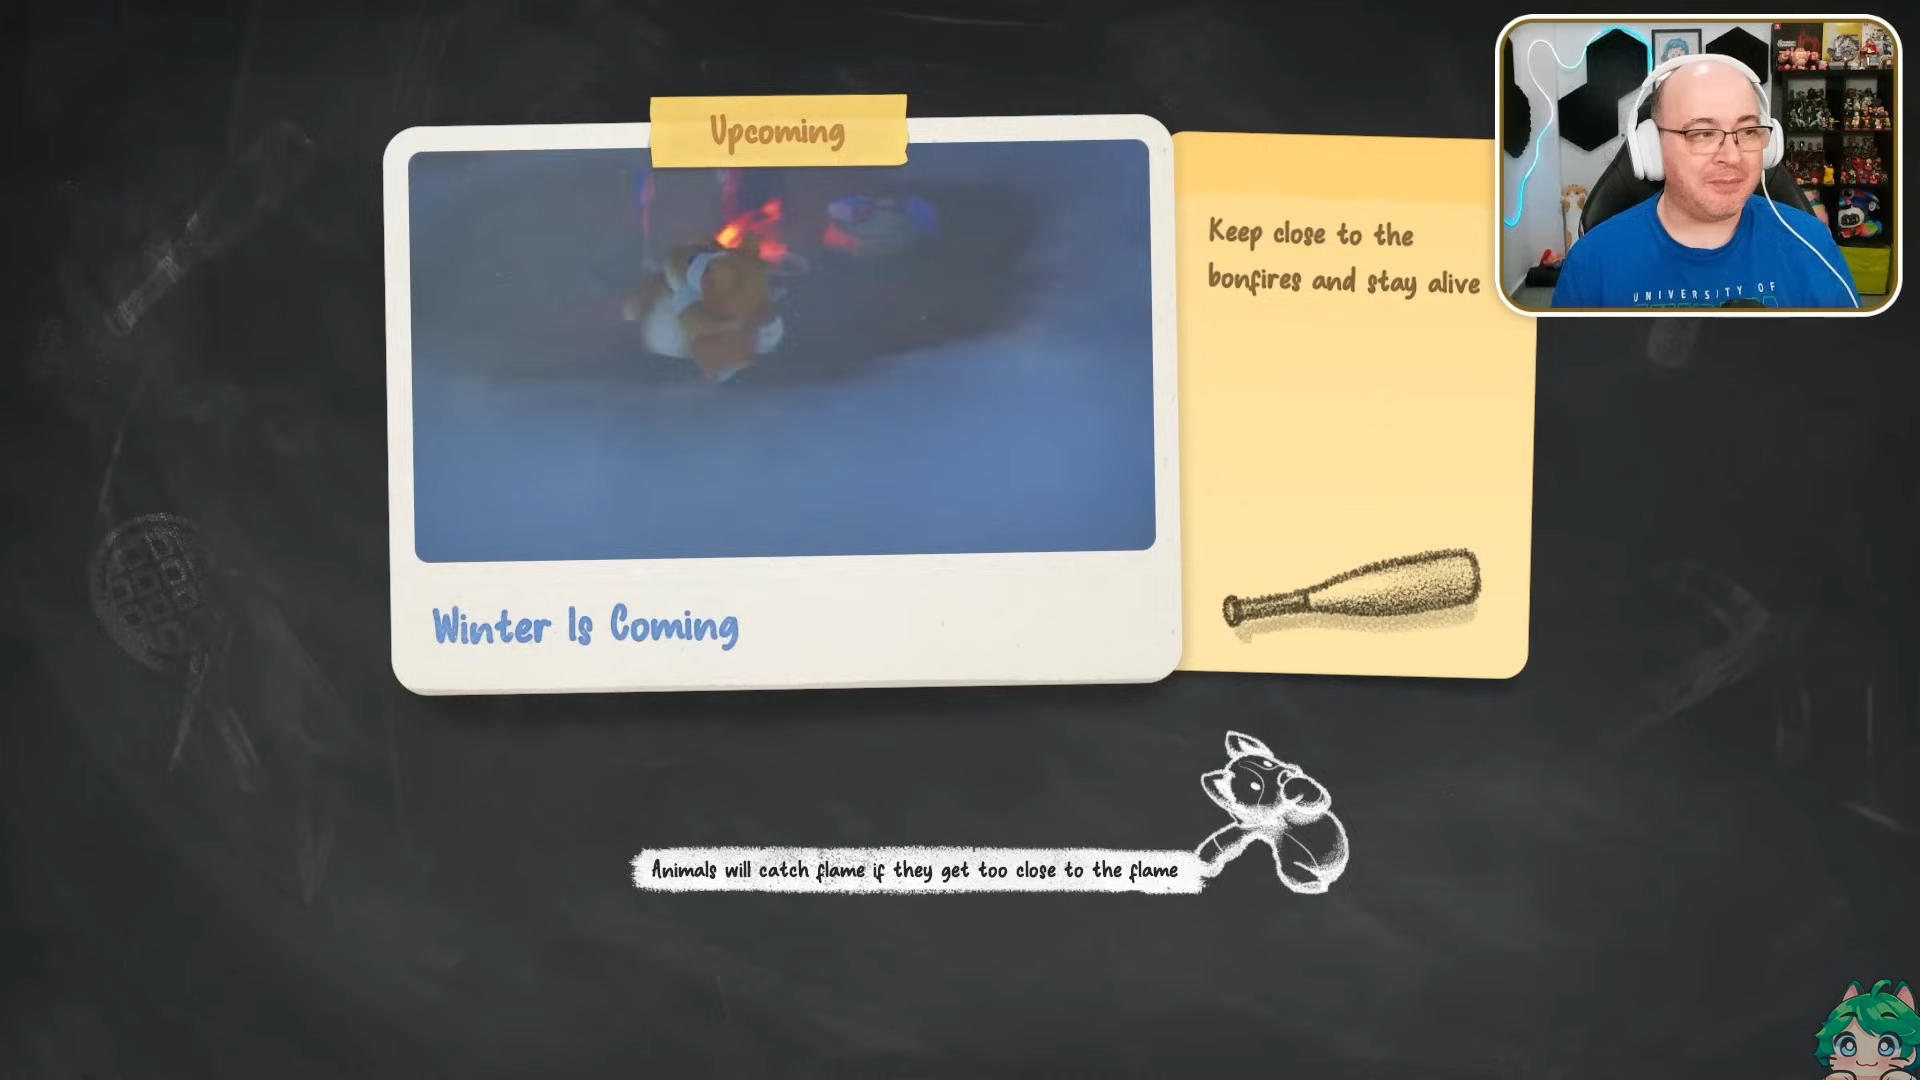 Upcoming
Keep close to the
bonfires and stay alive
UNIVERSITY OF
Winter Is Coming
Animals will catch flame if they get too close to the flame